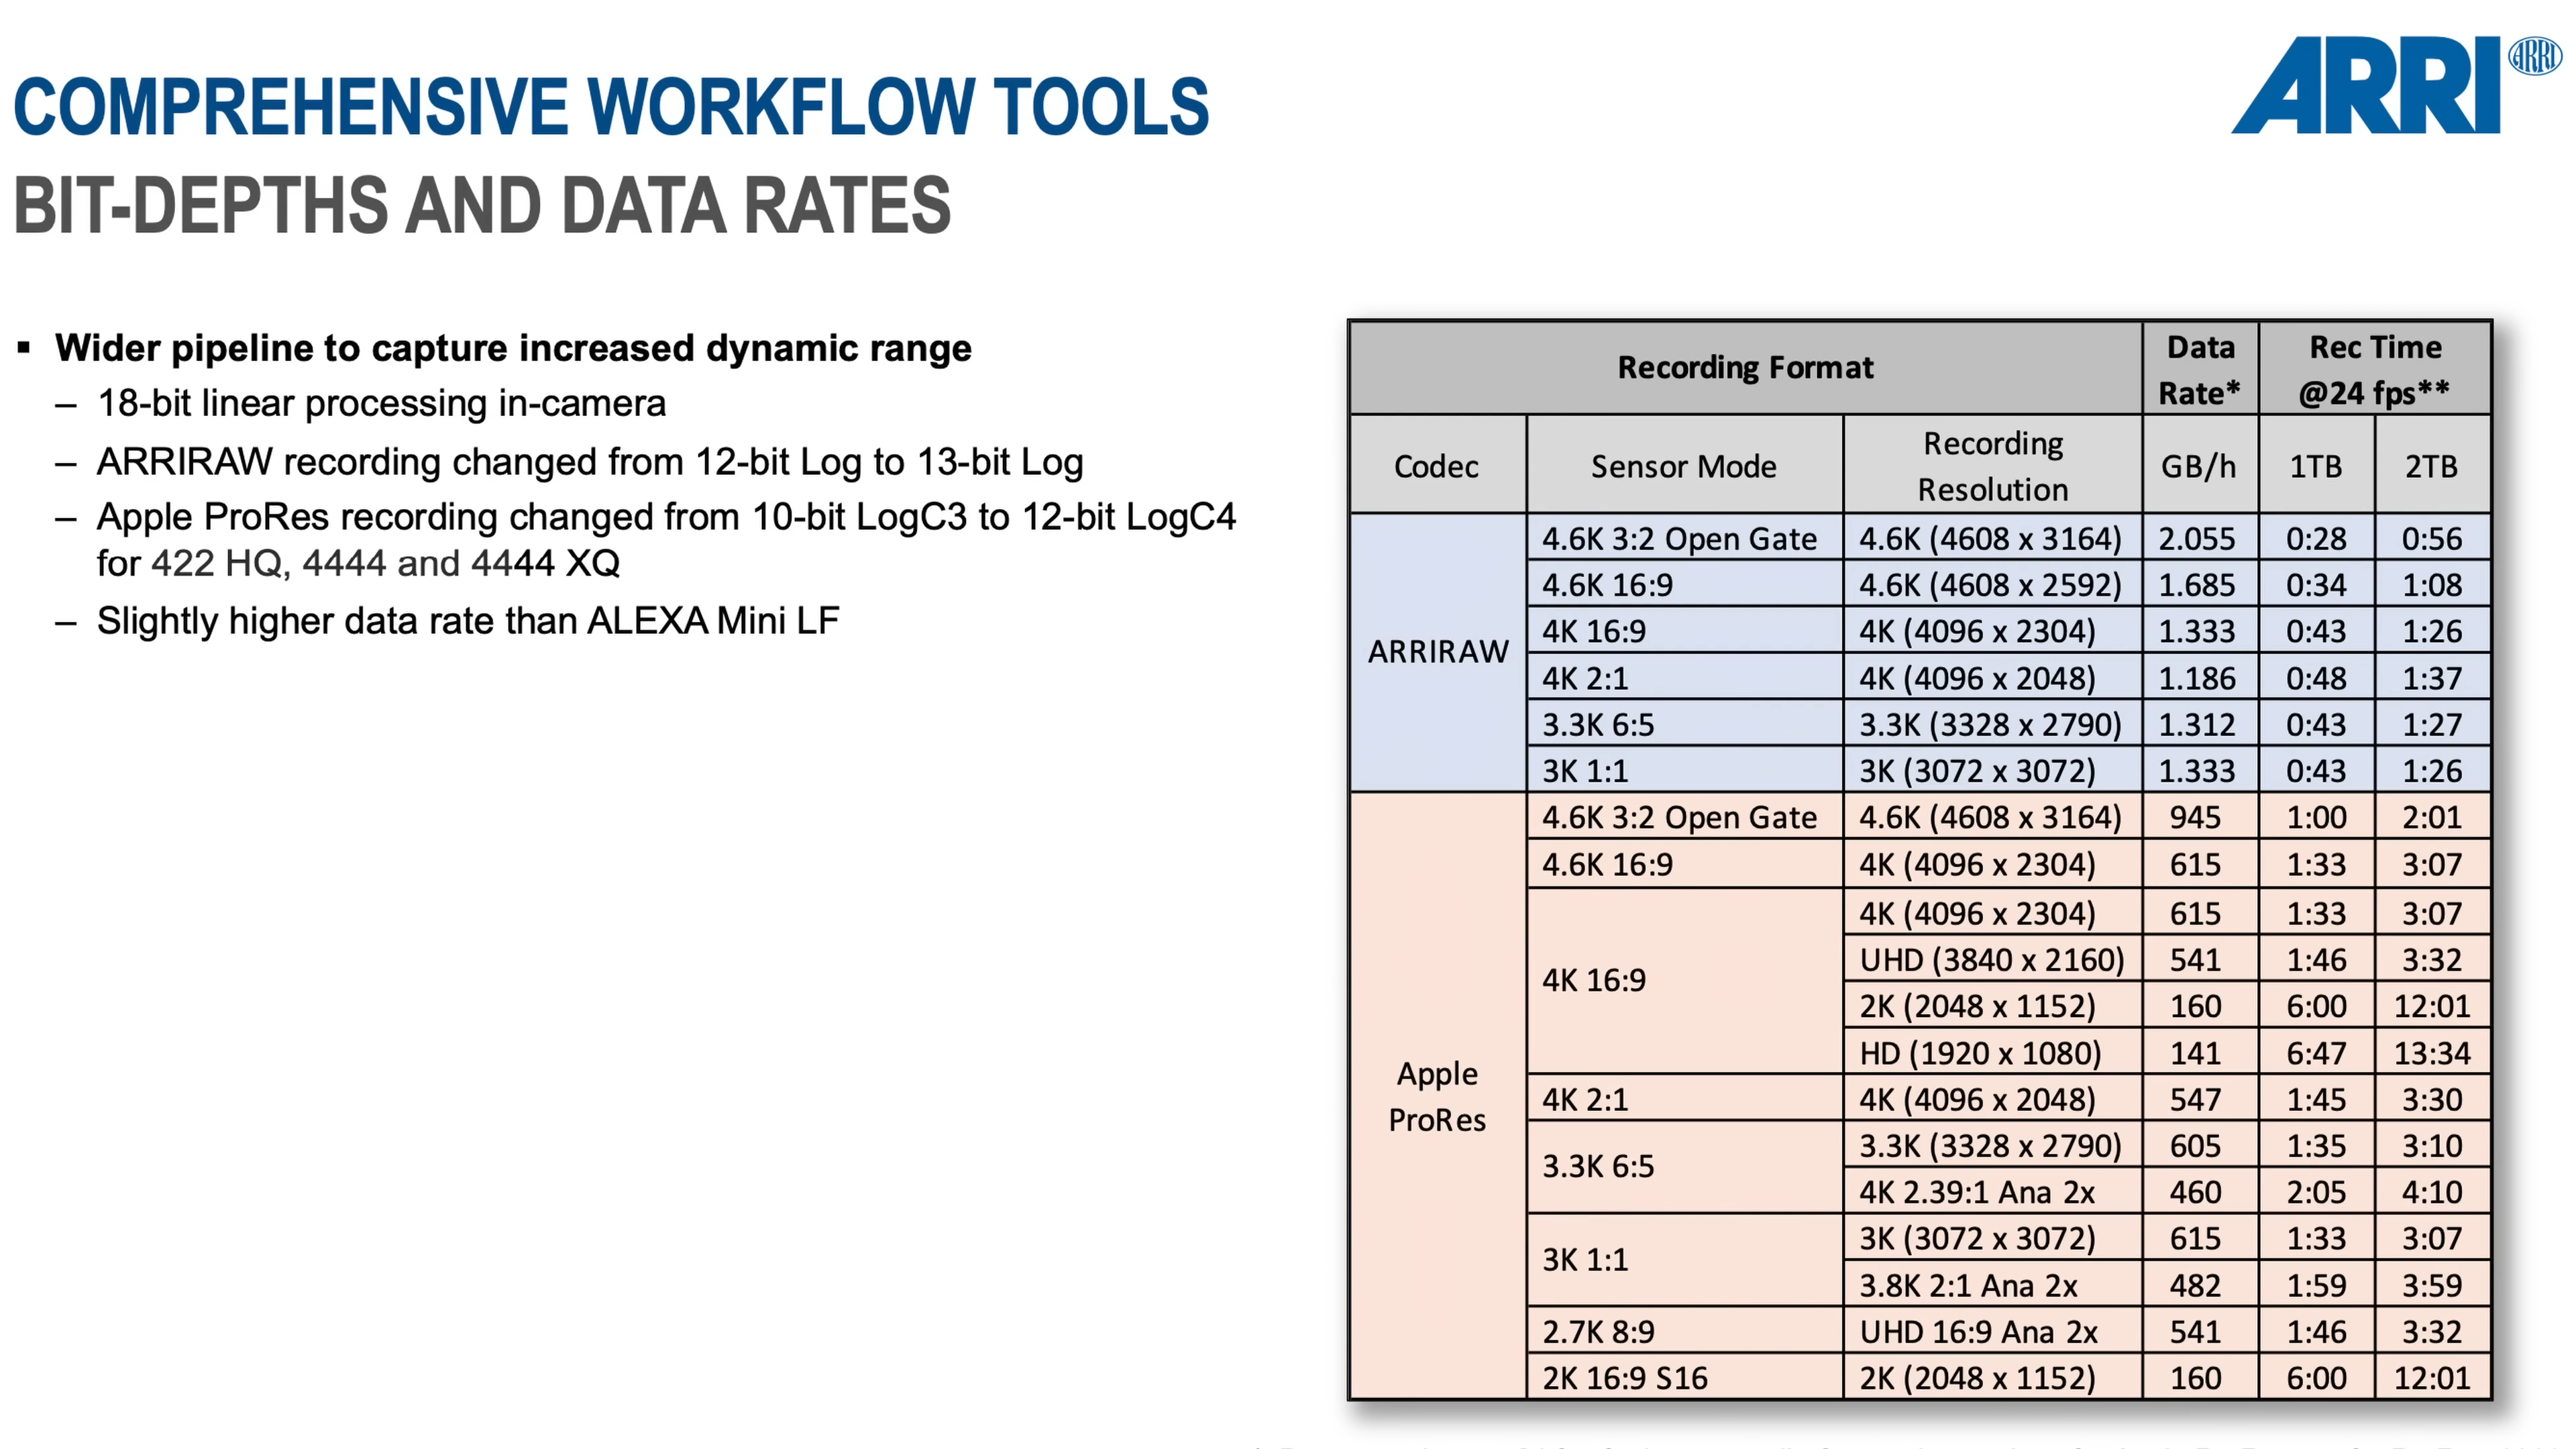 COMPREHENSIVE WORKFLOW TOOLS
BIT-DEPTHS AND DATA RATES
ARRI
ARRI
▪ Wider pipeline to capture increased dynamic range
– 18-bit linear processing in-camera
– ARRIRAW recording changed from 12-bit Log to 13-bit Log
– Apple ProRes recording changed from 10-bit LogC3 to 12-bit LogC4
for 422 HQ, 4444 and 4444 XQ
– Slightly higher data rate than ALEXA Mini LF
Recording Format Data Rate* Rec Time @24 fps**
Codec Sensor Mode Recording Resolution GB/h 1TB 2TB
ARRIRAW
4.6K 3:2 Open Gate 4.6K (4608 x 3164) 2.055 0:28 0:56
4.6K 16:9 4.6K (4608 x 2592) 1.685 0:34 1:08
4K 16:9 4K (4096 x 2304) 1.333 0:43 1:26
4K 2:1 4K (4096 x 2048) 1.186 0:48 1:37
3.3K 6:5 3.3K (3328 x 2790) 1.312 0:43 1:27
3K 1:1 3K (3072 x 3072) 1.333 0:43 1:26
Apple
ProRes
4.6K 3:2 Open Gate 4.6K (4608 x 3164) 945 1:00 2:01
4.6K 16:9 4K (4096 x 2304) 615 1:33 3:07
4K 16:9 4K (4096 x 2304) 615 1:33 3:07
UHD (3840 x 2160) 541 1:46 3:32
2K (2048 x 1152) 160 6:00 12:01
HD (1920 x 1080) 141 6:47 13:34
4K 2:1 4K (4096 x 2048) 547 1:45 3:30
3.3K 6:5 3.3K (3328 x 2790) 605 1:35 3:10
4K 2.39:1 Ana 2x 460 2:05 4:10
3K 1:1 3K (3072 x 3072) 615 1:33 3:07
3.8K 2:1 Ana 2x 482 1:59 3:59
2.7K 8:9 UHD 16:9 Ana 2x 541 1:46 3:32
2K 16:9 S16 2K (2048 x 1152) 160 6:00 12:01